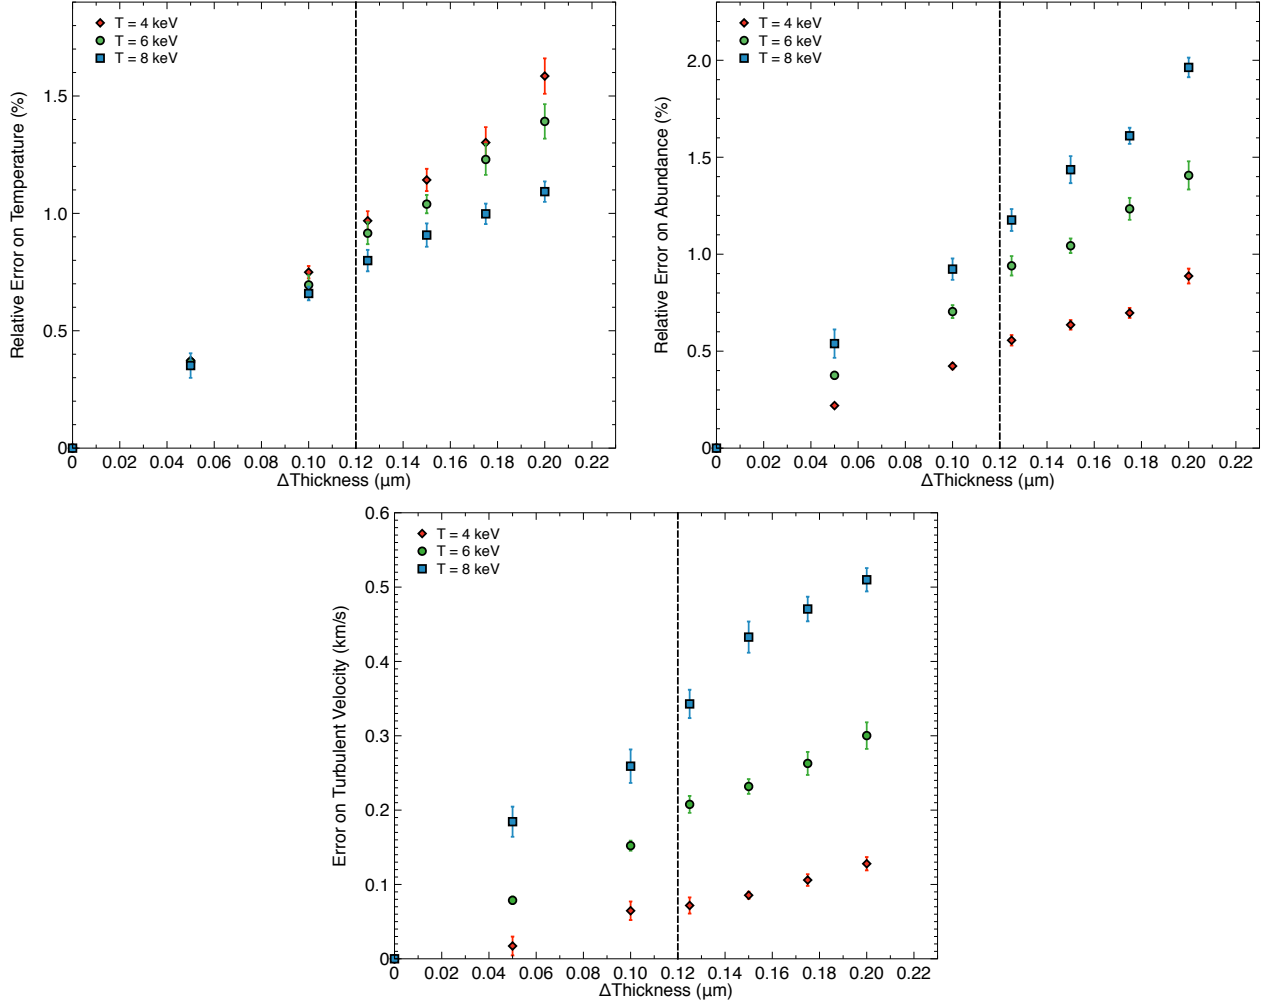 T = 4 keV
T = 6 keV
T = 8 keV
Relative Error on Temperature (%)
1.5
1.0
0.5
0
0 0.02 0.04 0.06 0.08 0.10 0.12 0.14 0.16 0.18 0.20 0.22
ΔThickness (µm)
T = 4 keV
T = 6 keV
T = 8 keV
Relative Error on Abundance (%)
2.0
1.5
1.0
0.5
0
0 0.02 0.04 0.06 0.08 0.10 0.12 0.14 0.16 0.18 0.20 0.22
ΔThickness (µm)
T = 4 keV
T = 6 keV
T = 8 keV
Error on Turbulent Velocity (km/s)
0.6
0.5
0.4
0.3
0.2
0.1
0
0 0.02 0.04 0.06 0.08 0.10 0.12 0.14 0.16 0.18 0.20 0.22
ΔThickness (µm)